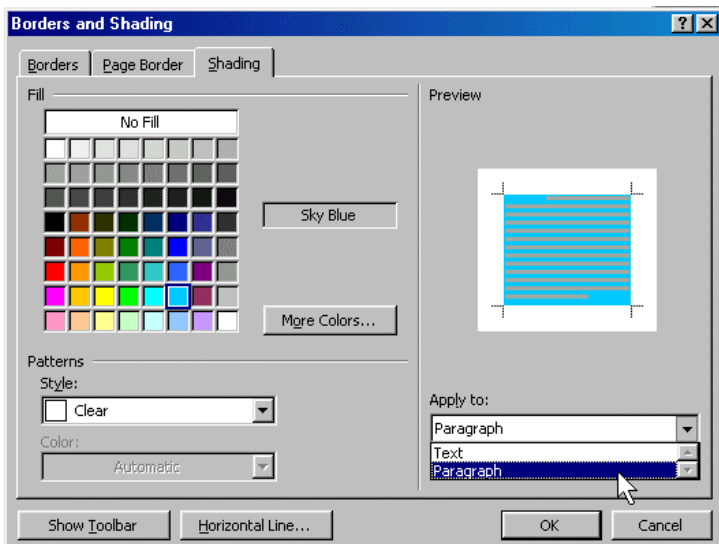 Borders and Shading
Borders
Page Border
Shading
Fill
No Fill
Sky Blue
More Colors...
Patterns
Style:
Clear
Color:
Automatic
Preview
Apply to:
Paragraph
Text
Paragraph
Show Toolbar
Horizontal Line...
OK
Cancel